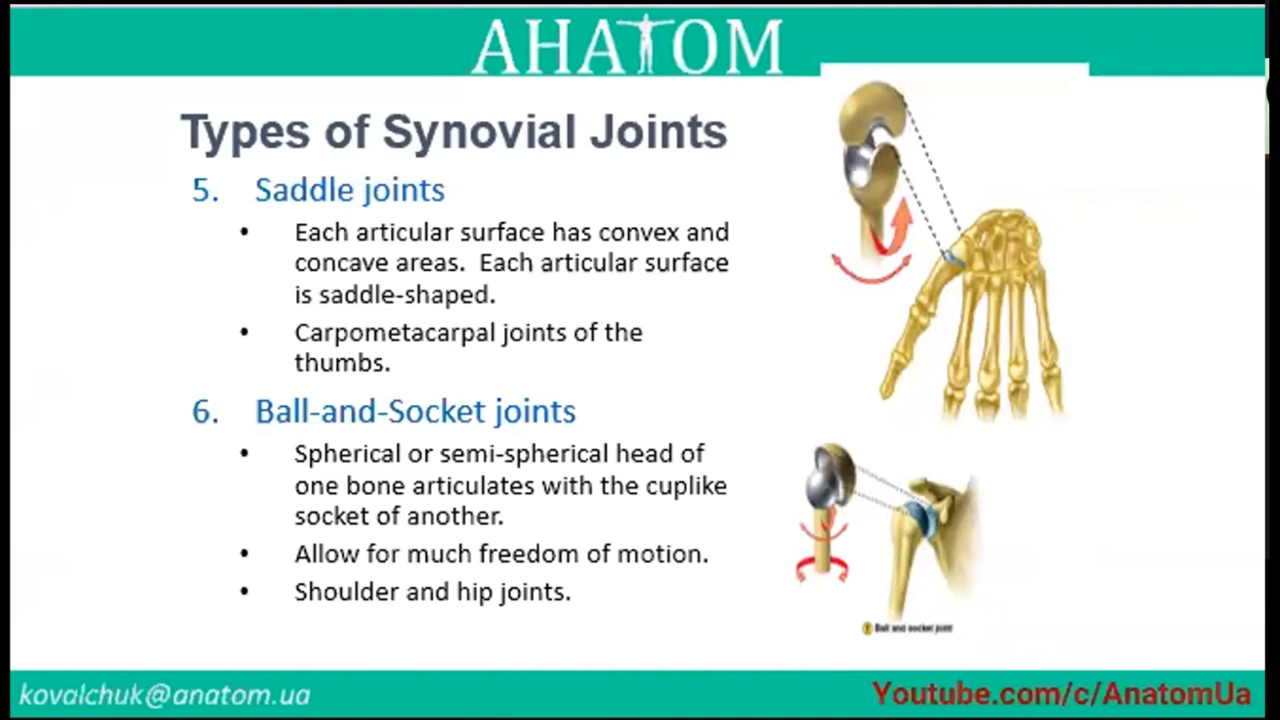 AHATOM
Types of Synovial Joints
5. Saddle joints
• Each articular surface has convex and
concave areas. Each articular surface
is saddle-shaped.
• Carpometacarpal joints of the
thumbs.
6. Ball-and-Socket joints
• Spherical or semi-spherical head of
one bone articulates with the cuplike
socket of another.
• Allow for much freedom of motion.
• Shoulder and hip joints.
Ball and socket joint
kovalchuk@anatom.ua
Youtube.com/c/AnatomUa